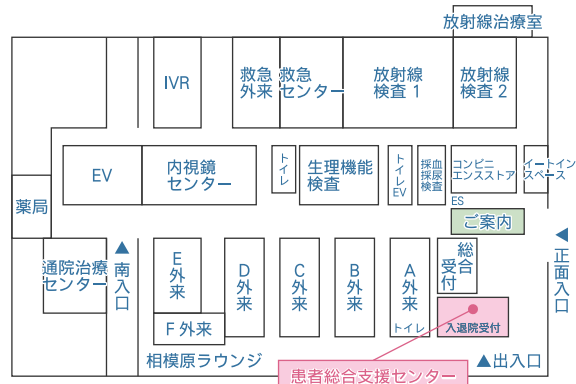 放射線治療室
IVR
救急
外来
救急
センター
放射線
検査 1
放射線
検査 2
EV
内視鏡
センター
トイレ
生理機能
検査
トイレ
EV
採血
採尿
検査
コンビニ
エンスストア
イートイン
スペース
ES
薬局
ご案内
通院治療
センター
▲南入口
E外来
F 外来
D外来
C外来
B外来
A外来
トイレ
総合
受付
入退院受付
◀正面入口
相模原ラウンジ
患者総合支援センター
▲出入口